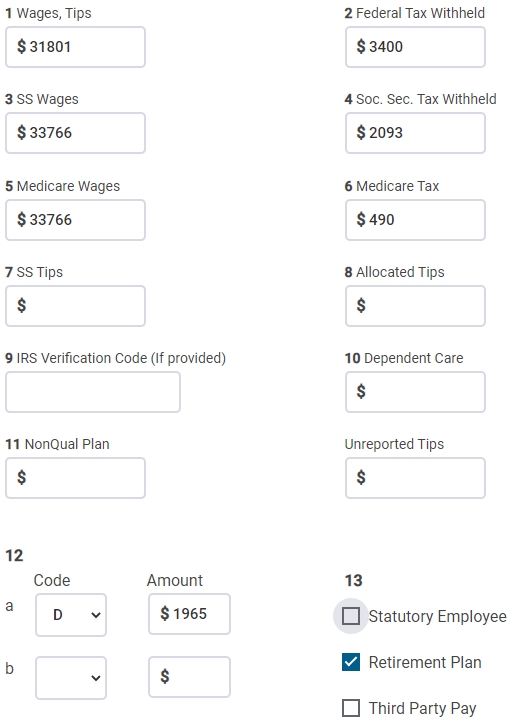 1 Wages, Tips 2 Federal Tax Withheld
$ 31801 $ 3400
3 SS Wages 4 Soc. Sec. Tax Withheld
$ 33766 $ 2093
5 Medicare Wages 6 Medicare Tax
$ 33766 $ 490
7 SS Tips 8 Allocated Tips
$ $
9 IRS Verification Code (If provided) 10 Dependent Care
$
11 NonQual Plan Unreported Tips
$ $
12
Code Amount 13
a D $ 1965 Statutory Employee
b $ Retirement Plan
Third Party Pay